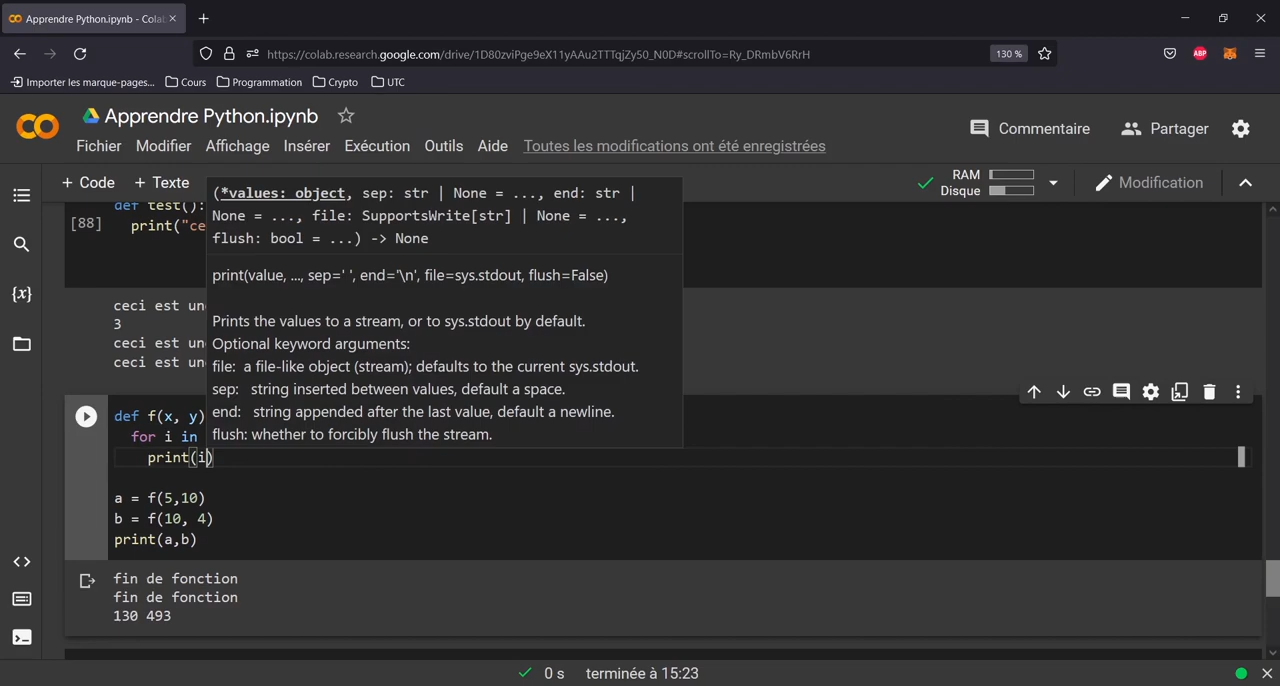 Apprendre Python.ipynb - Cola
https://colab.research.google.com/drive/1D80zviPge9eX11yAAu2TTTqjZy50_N0D#scrollTo=Ry_DRmbV6RrH
130 %
ABP
Importer les marque-pages...
Cours
Programmation
Crypto
UTC
CO
Apprendre Python.ipynb
Fichier Modifier Affichage Insérer Exécution Outils Aide Toutes les modifications ont été enregistrées
Commentaire
Partager
+ Code + Texte
RAM
Disque
Modification
def test():
[88]
print("ce
(*values: object, sep: str | None = ..., end: str |
None = ..., file: SupportsWrite[str] | None = ...,
flush: bool = ...) -> None
print(value, ..., sep=' ', end='\n', file=sys.stdout, flush=False)
Prints the values to a stream, or to sys.stdout by default.
Optional keyword arguments:
file: a file-like object (stream); defaults to the current sys.stdout.
sep: string inserted between values, default a space.
end: string appended after the last value, default a newline.
flush: whether to forcibly flush the stream.
ceci est une
3
ceci est une
ceci est une
def f(x, y)
for i in
print(i)
a = f(5,10)
b = f(10, 4)
print(a,b)
fin de fonction
fin de fonction
130 493
0 s terminée à 15:23